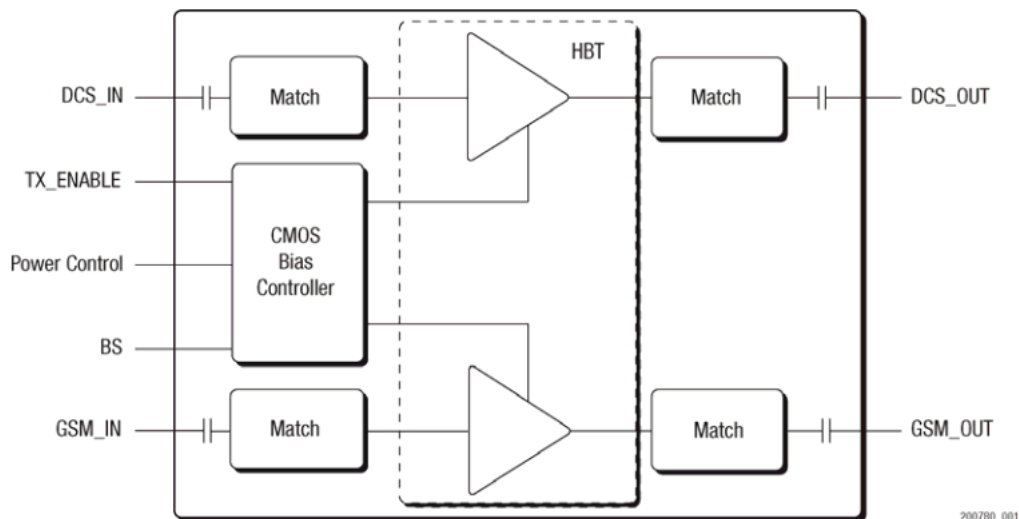 HBT
DCS_IN
Match
Match
DCS_OUT
TX_ENABLE
CMOS
Bias
Controller
Power Control
BS
GSM_IN
Match
Match
GSM_OUT
200780_001